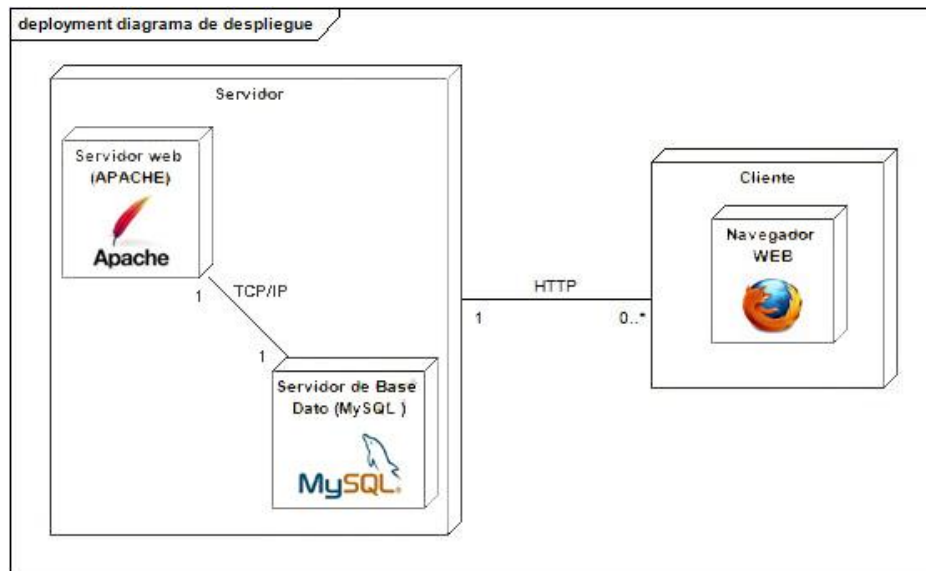 deployment diagrama de despliegue
Servidor
Servidor web
(APACHE)
Apache
1
TCP/IP
1
Servidor de Base
Dato (MySQL )
MySQL
HTTP
1
0..*
Cliente
Navegador
WEB